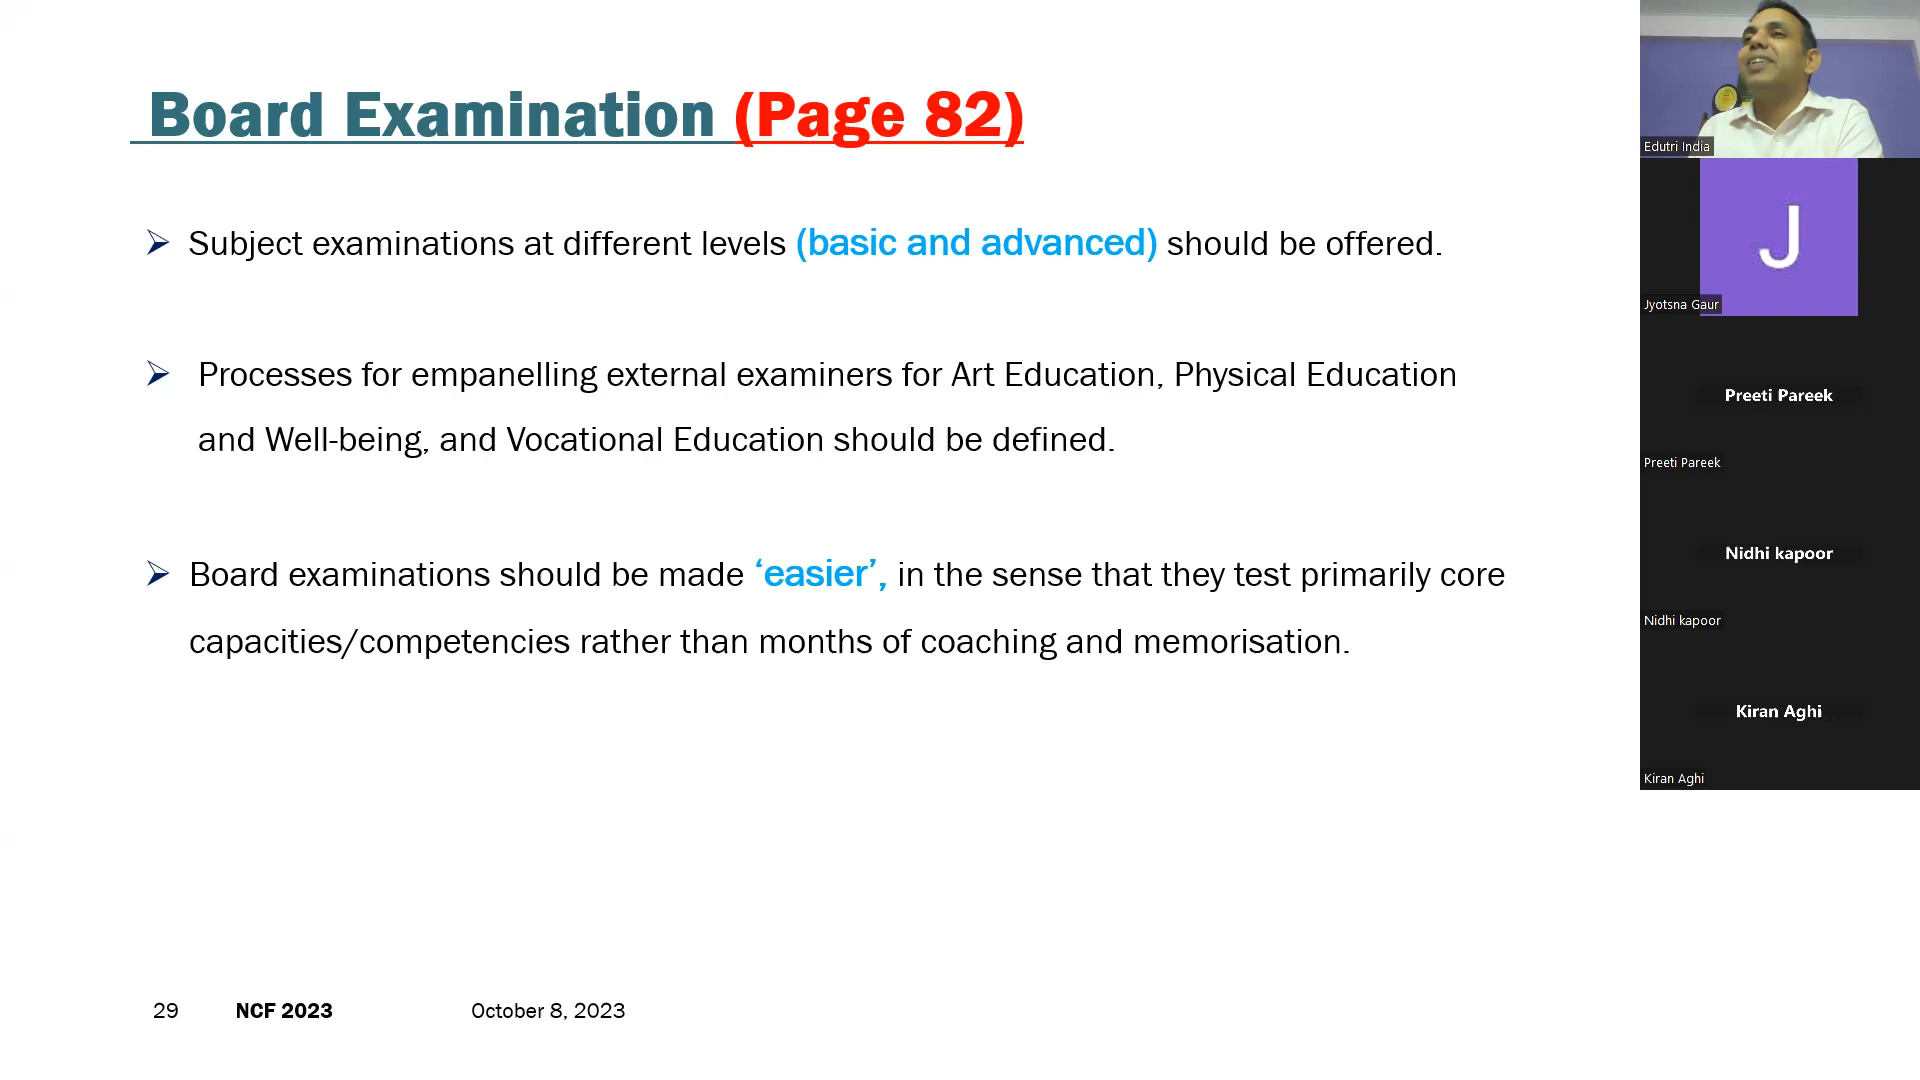 Board Examination (Page 82)
➢ Subject examinations at different levels (basic and advanced) should be offered.
➢ Processes for empanelling external examiners for Art Education, Physical Education
and Well-being, and Vocational Education should be defined.
➢ Board examinations should be made ‘easier’, in the sense that they test primarily core
capacities/competencies rather than months of coaching and memorisation.
29 NCF 2023 October 8, 2023
Edutri India
J
Jyotsna Gaur
Preeti Pareek
Preeti Pareek
Nidhi kapoor
Nidhi kapoor
Kiran Aghi
Kiran Aghi